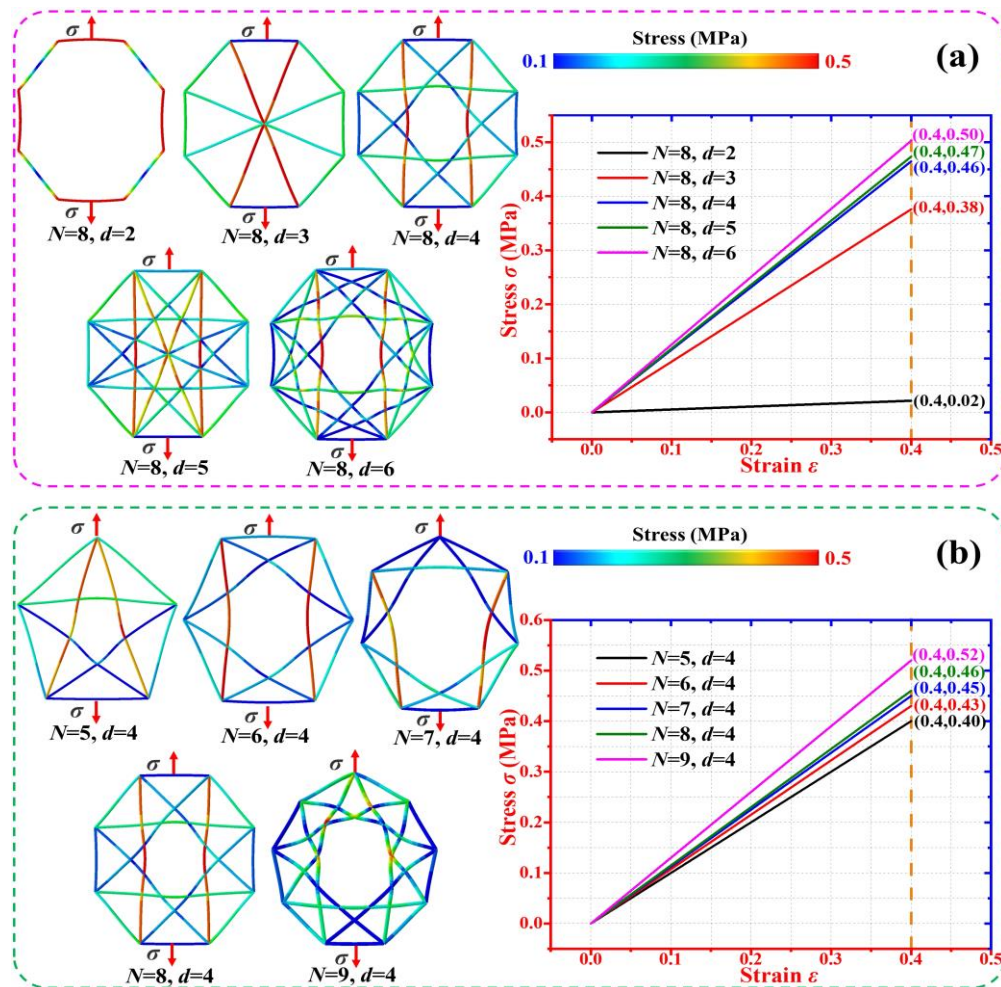 Stress (MPa)
0.1
0.5
(a)
σ
σ
σ
σ
σ
σ
N=8, d=2
N=8, d=3
N=8, d=4
σ
σ
σ
σ
N=8, d=5
N=8, d=6
N=8, d=2
N=8, d=3
N=8, d=4
N=8, d=5
N=8, d=6
(0.4,0.50)
(0.4,0.47)
(0.4,0.46)
(0.4,0.38)
(0.4,0.02)
Stress σ (MPa)
0.5
0.4
0.3
0.2
0.1
0.0
0.0 0.1 0.2 0.3 0.4 0.5
Strain ε
Stress (MPa)
0.1
0.5
(b)
σ
σ
σ
σ
σ
σ
N=5, d=4
N=6, d=4
N=7, d=4
σ
σ
σ
σ
N=8, d=4
N=9, d=4
N=5, d=4
N=6, d=4
N=7, d=4
N=8, d=4
N=9, d=4
(0.4,0.52)
(0.4,0.46)
(0.4,0.45)
(0.4,0.43)
(0.4,0.40)
Stress σ (MPa)
0.6
0.5
0.4
0.3
0.2
0.1
0.0
0.0 0.1 0.2 0.3 0.4 0.5
Strain ε